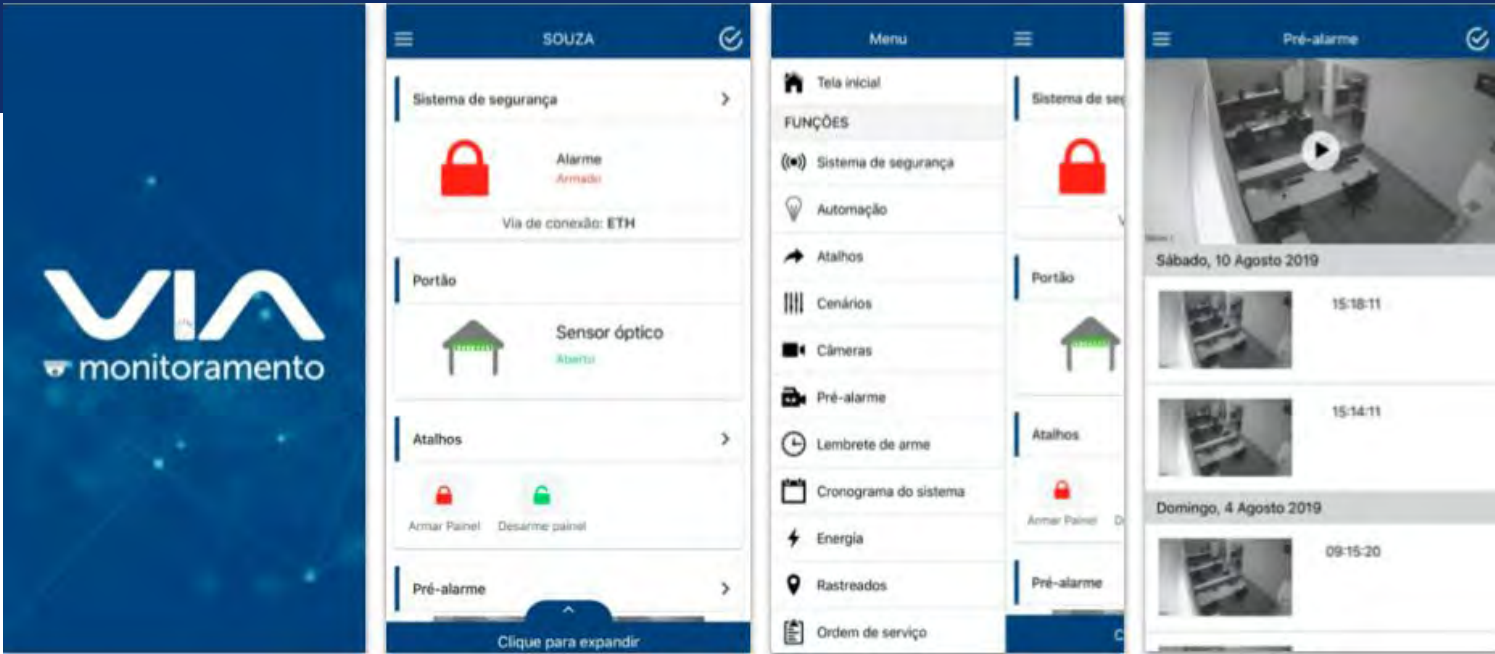 VIA
monitoramento
SOUZA
Sistema de segurança
Alarme
Armado
Via de conexão: ETH
Portão
Sensor óptico
Aberto
Atalhos
Armar Painel
Desarme painel
Pré-alarme
Clique para expandir
Menu
Tela inicial
FUNÇÕES
Sistema de segurança
Automação
Atalhos
Cenários
Câmeras
Pré-alarme
Lembrete de arme
Cronograma do sistema
Energia
Rastreados
Ordem de serviço
Sistema de seg
V
Portão
Atalhos
Armar Painel
D
Pré-alarme
C
Pré-alarme
Sábado, 10 Agosto 2019
15:18:11
15:14:11
Domingo, 4 Agosto 2019
09:15:20